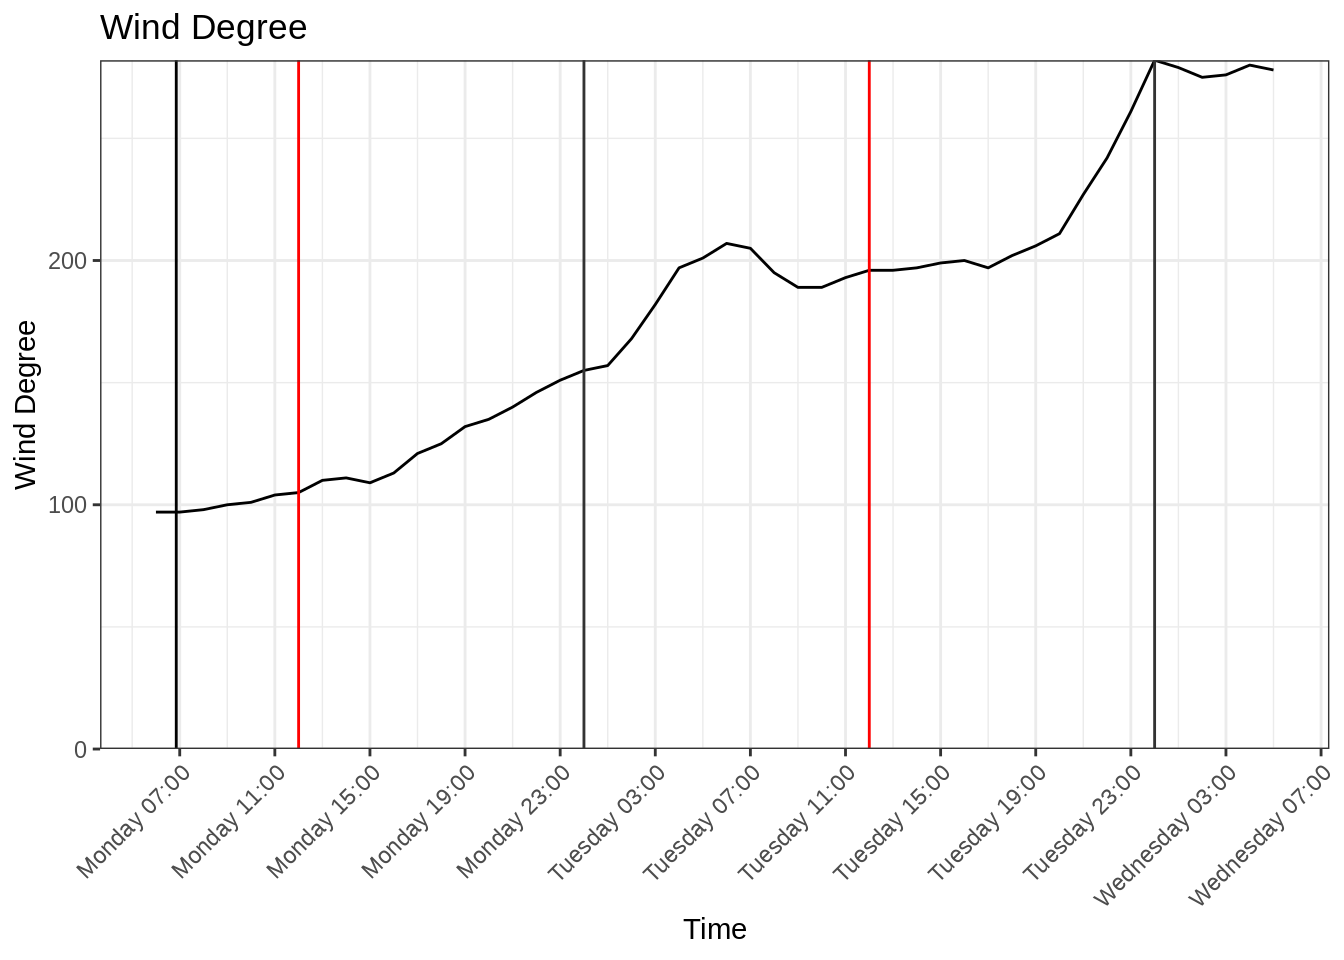 Wind Degree
Wind Degree
200
100
0
Monday 07:00
Monday 11:00
Monday 15:00
Monday 19:00
Monday 23:00
Tuesday 03:00
Tuesday 07:00
Tuesday 11:00
Tuesday 15:00
Tuesday 19:00
Tuesday 23:00
Wednesday 03:00
Wednesday 07:00
Time